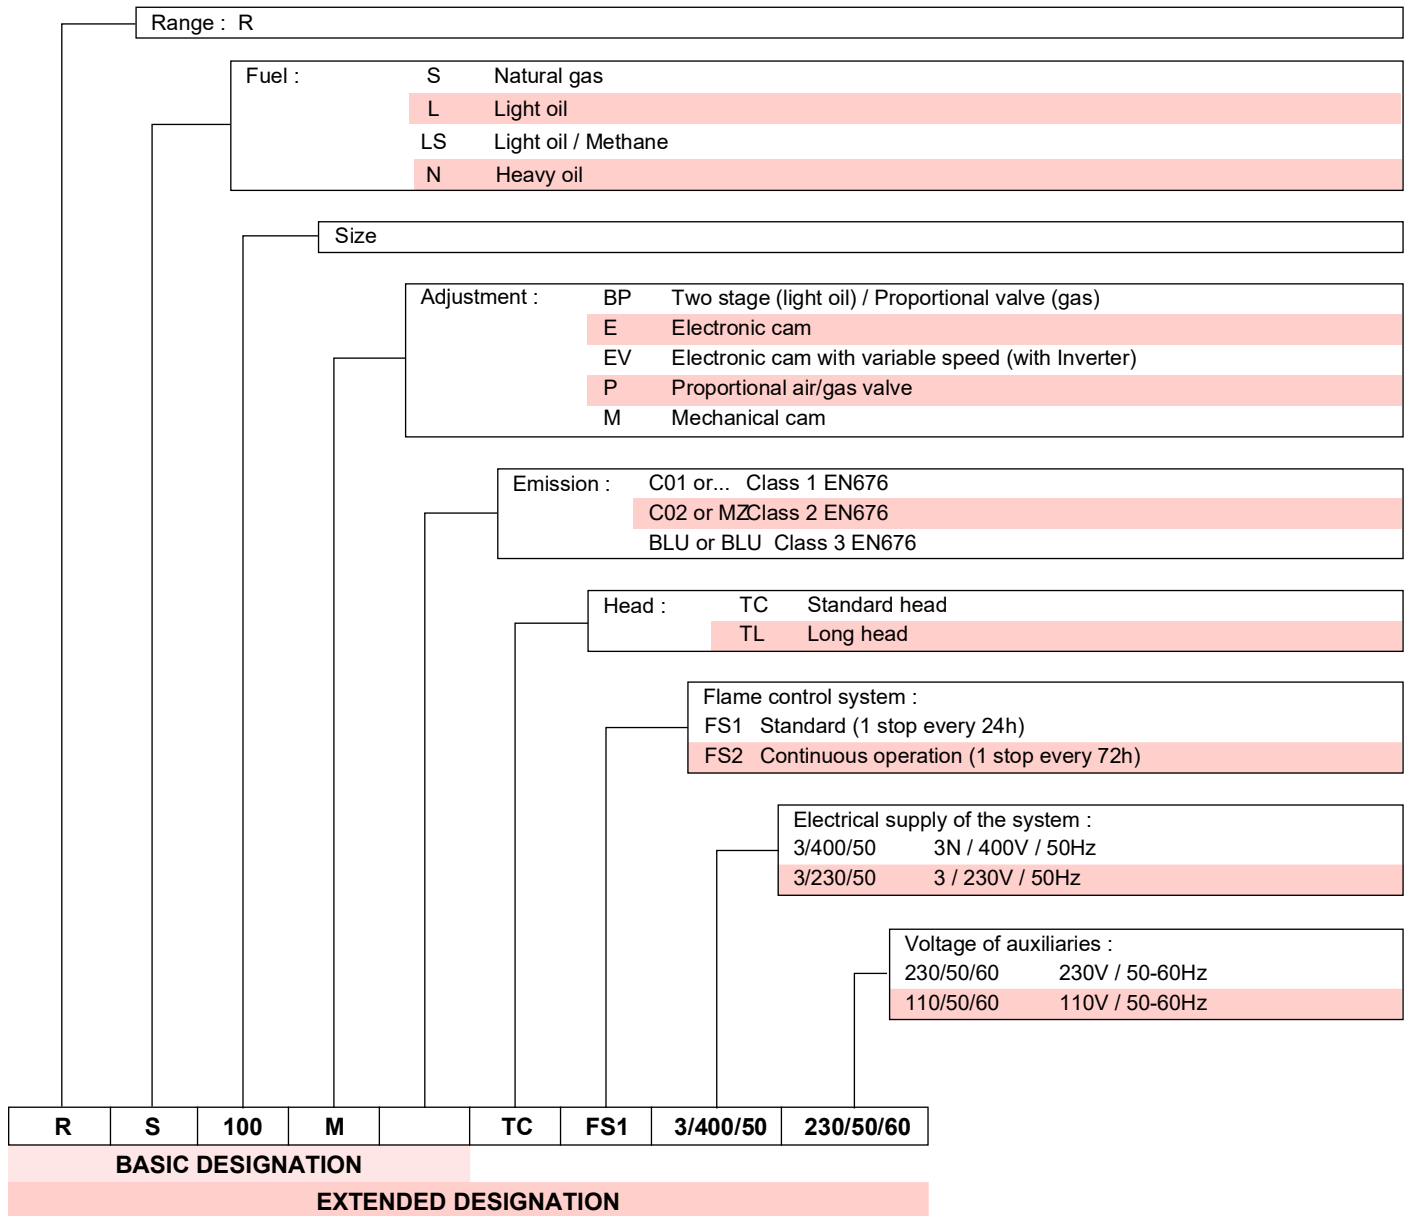 Range : R
Fuel : S Natural gas
L Light oil
LS Light oil / Methane
N Heavy oil
Size
Adjustment : BP Two stage (light oil) / Proportional valve (gas)
E Electronic cam
EV Electronic cam with variable speed (with Inverter)
P Proportional air/gas valve
M Mechanical cam
Emission : C01 or... Class 1 EN676
C02 or MZClass 2 EN676
BLU or BLU Class 3 EN676
Head : TC Standard head
TL Long head
Flame control system :
FS1 Standard (1 stop every 24h)
FS2 Continuous operation (1 stop every 72h)
Electrical supply of the system :
3/400/50 3N / 400V / 50Hz
3/230/50 3 / 230V / 50Hz
Voltage of auxiliaries :
230/50/60 230V / 50-60Hz
110/50/60 110V / 50-60Hz
R S 100 M TC FS1 3/400/50 230/50/60
BASIC DESIGNATION
EXTENDED DESIGNATION